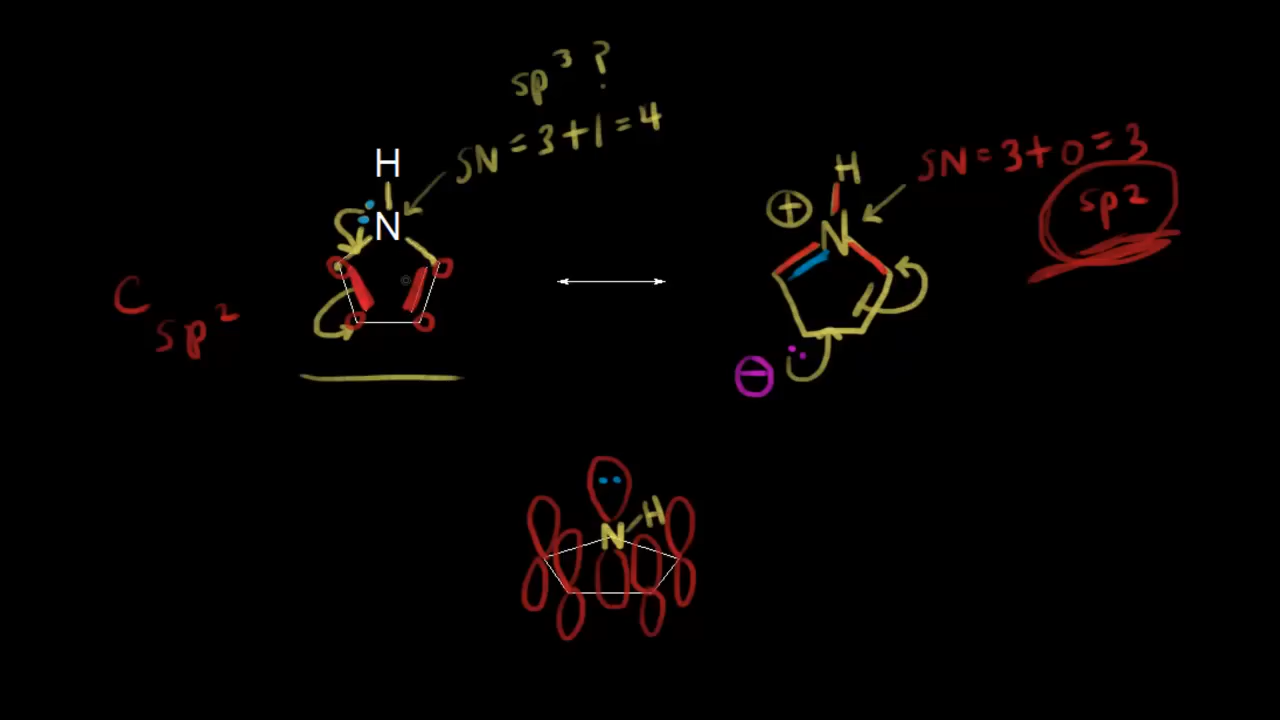 sp³ ?
SN = 3 + 1 = 4
H
N
C
sp²
SN = 3 + 0 = 3
sp²
H
+
N
−
N H